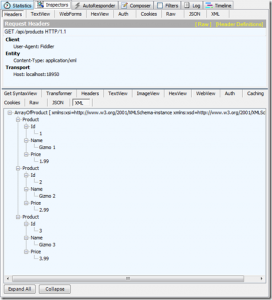 Statistics Inspectors AutoResponder Composer Filters Log Timeline
Headers TextView WebForms HexView Auth Cookies Raw JSON XML
Request Headers [ Raw ] [Header Definitions]
GET /api/products HTTP/1.1
Client
User-Agent: Fiddler
Entity
Content-Type: application/xml
Transport
Host: localhost:18950
Get SyntaxView Transformer Headers TextView ImageView HexView WebView Auth Caching
Cookies Raw JSON XML
ArrayOfProduct [ xmlns:xsi=http://www.w3.org/2001/XMLSchema-instance xmlns:xsd=http://www.w3.org/2001/XMLSc
Product
Id
1
Name
Gizmo 1
Price
1.99
Product
Id
2
Name
Gizmo 2
Price
2.99
Product
Id
3
Name
Gizmo 3
Price
3.99
Expand All Collapse